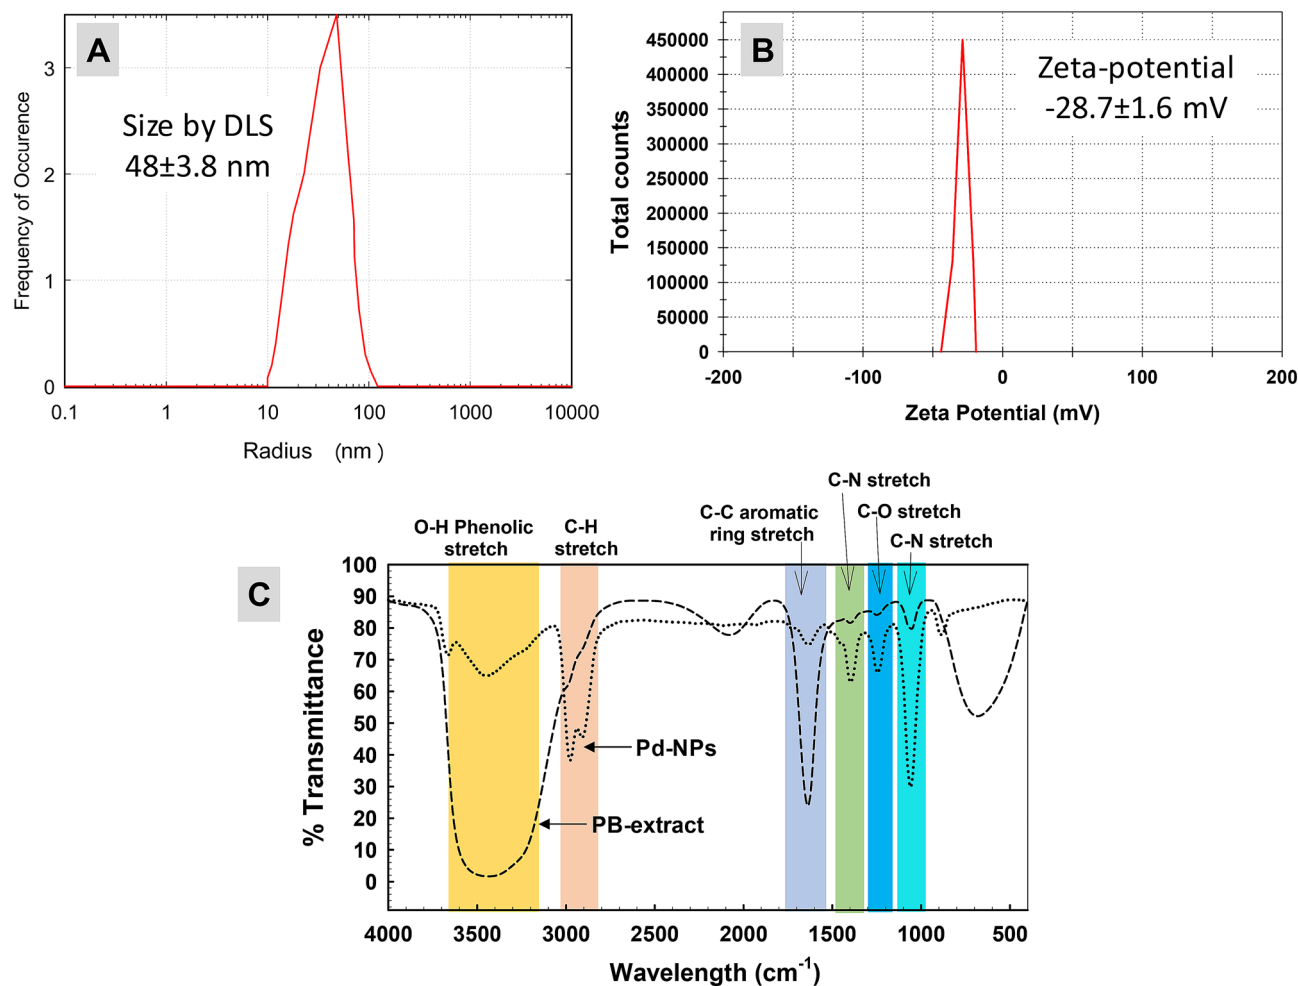 A
Size by DLS
48±3.8 nm
Frequency of Occurrence
3
2
1
0
0.1 1 10 100 1000 10000
Radius (nm)
B
Zeta-potential
-28.7±1.6 mV
Total counts
450000
400000
350000
300000
250000
200000
150000
100000
50000
0
-200 -100 0 100 200
Zeta Potential (mV)
C
O-H Phenolic
stretch
C-H
stretch
C-C aromatic
ring stretch
C-N stretch
C-O stretch
C-N stretch
% Transmittance
100
90
80
70
60
50
40
30
20
10
0
Pd-NPs
PB-extract
4000 3500 3000 2500 2000 1500 1000 500
Wavelength (cm-1)